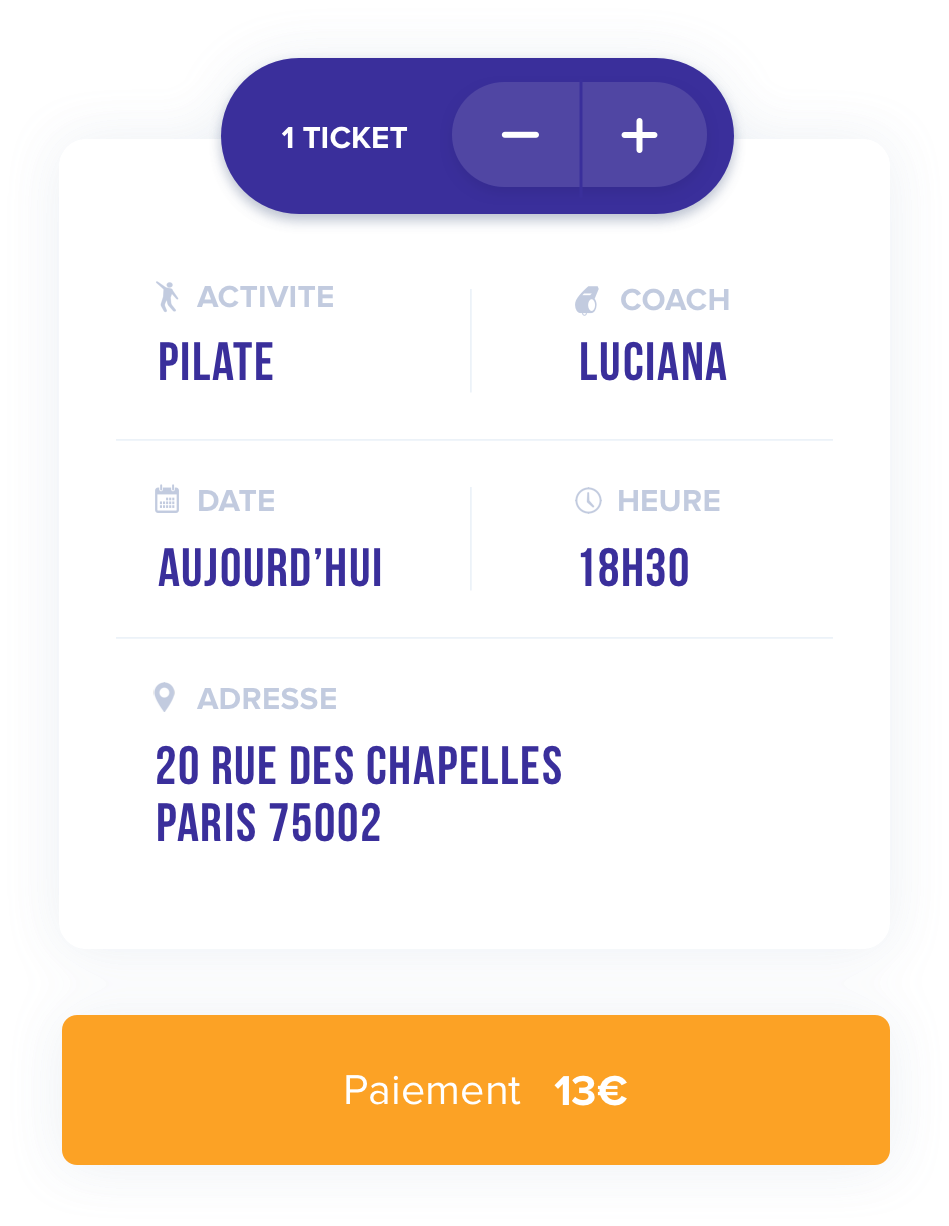 1 TICKET − +
ACTIVITE
PILATE
COACH
LUCIANA
DATE
AUJOURD’HUI
HEURE
18H30
ADRESSE
20 RUE DES CHAPELLES
PARIS 75002
Paiement 13€